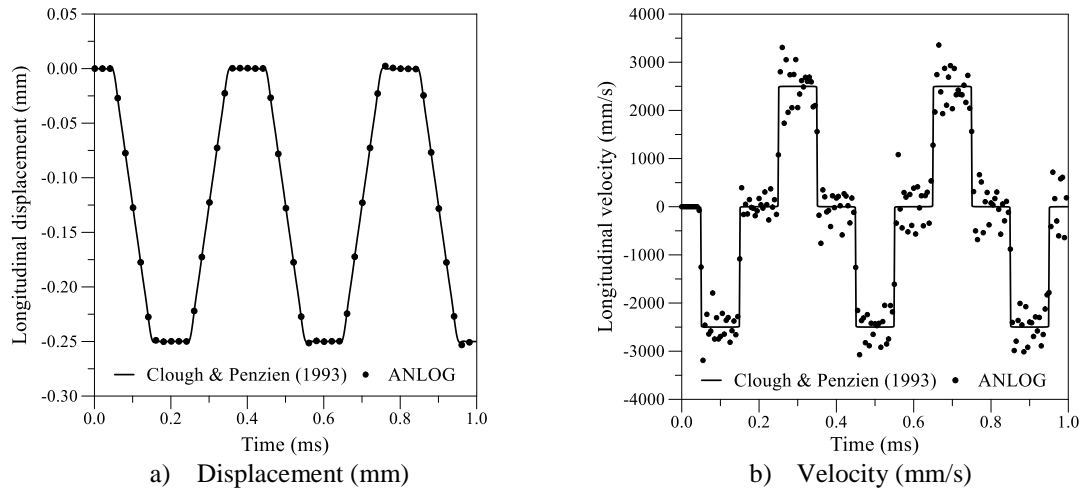 0.05
0.00
-0.05
-0.10
-0.15
-0.20
-0.25
-0.30
Longitudinal displacement (mm)
Clough & Penzien (1993) ANLOG
0.0 0.2 0.4 0.6 0.8 1.0
Time (ms)
a) Displacement (mm)
4000
3000
2000
1000
0
-1000
-2000
-3000
-4000
Longitudinal velocity (mm/s)
Clough & Penzien (1993) ANLOG
0.0 0.2 0.4 0.6 0.8 1.0
Time (ms)
b) Velocity (mm/s)